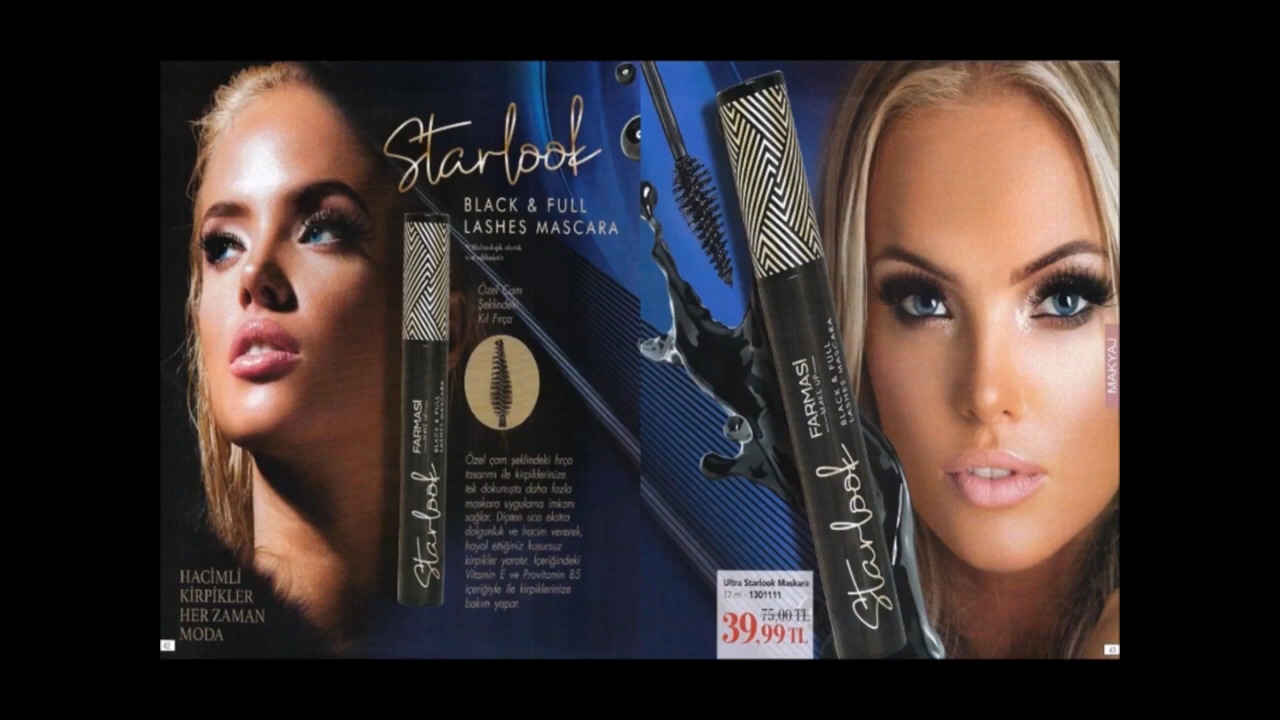 Starlook
BLACK & FULL
LASHES MASCARA
Özel Çam
Şeklindeki
Kıl Fırça
FARMASİ
MAKE UP
BLACK & FULL
LASHES MASCARA
Starlook
Özel çam şeklindeki fırça
tasarımı ile kirpiklerinize
tek dokunuşta daha fazla
maskara uygulama imkanı
sağlar. Dipten uca ekstra
dolgunluk ve hacim vererek,
hayal ettiğiniz kusursuz
kirpikler yaratır. İçeriğindeki
Vitamin E ve Provitamin B5
içeriğiyle ile kirpiklerinize
bakım yapar.
HACİMLİ
KİRPİKLER
HER ZAMAN
MODA
42
FARMASİ
MAKE UP
BLACK & FULL
LASHES MASCARA
Starlook
MAKYAJ
Ultra Starlook Maskara
12 ml - 1301111
75,00 TL
39,99 TL
43